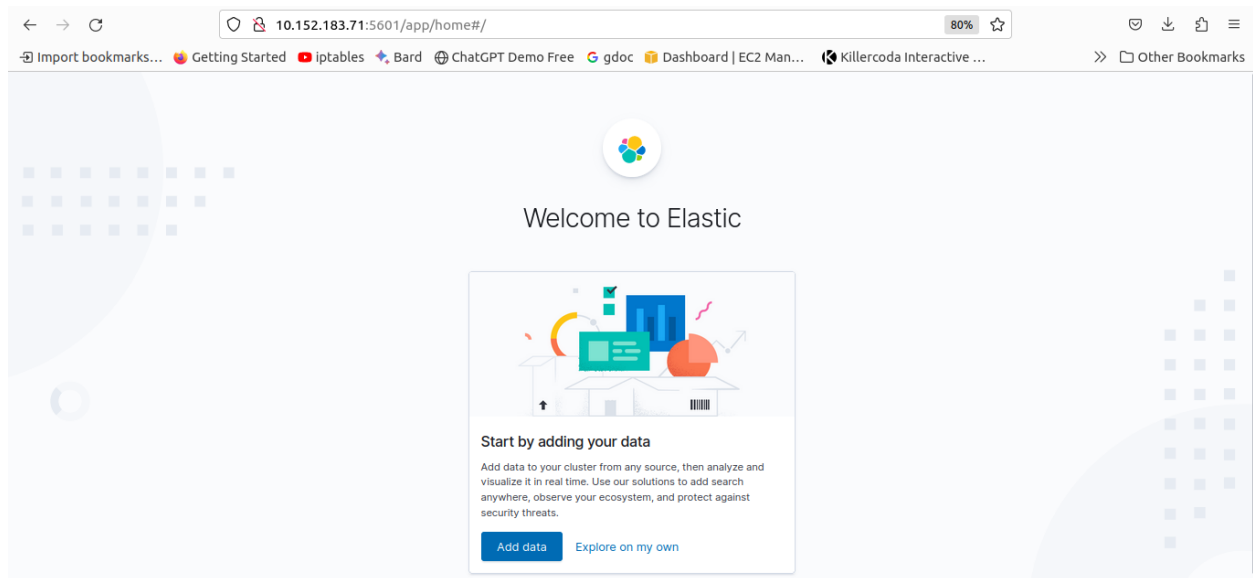 10.152.183.71:5601/app/home#/ 80%
Import bookmarks... Getting Started iptables Bard ChatGPT Demo Free gdoc Dashboard | EC2 Man... Killercoda Interactive ... Other Bookmarks
Welcome to Elastic
Start by adding your data
Add data to your cluster from any source, then analyze and
visualize it in real time. Use our solutions to add search
anywhere, observe your ecosystem, and protect against
security threats.
Add data Explore on my own